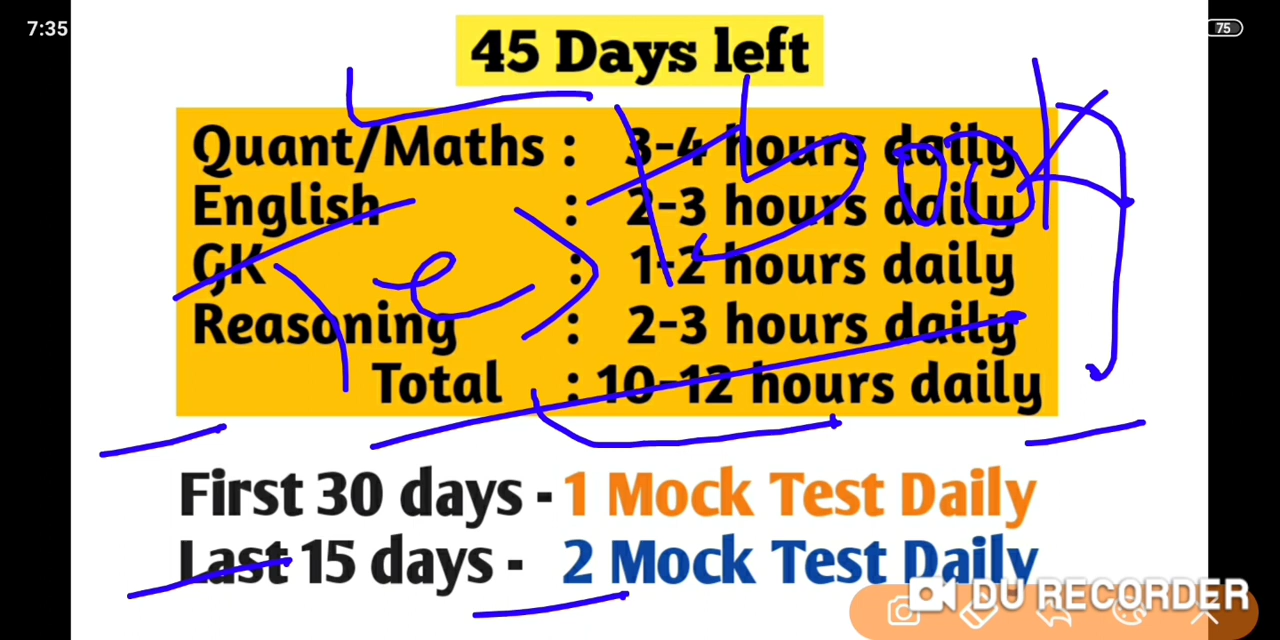 7:35
75
45 Days left
Quant/Maths : 3-4 hours daily
English : 2-3 hours daily
GK : 1-2 hours daily
Reasoning : 2-3 hours daily
Total : 10-12 hours daily
First 30 days - 1 Mock Test Daily
Last 15 days - 2 Mock Test Daily
DU RECORDER